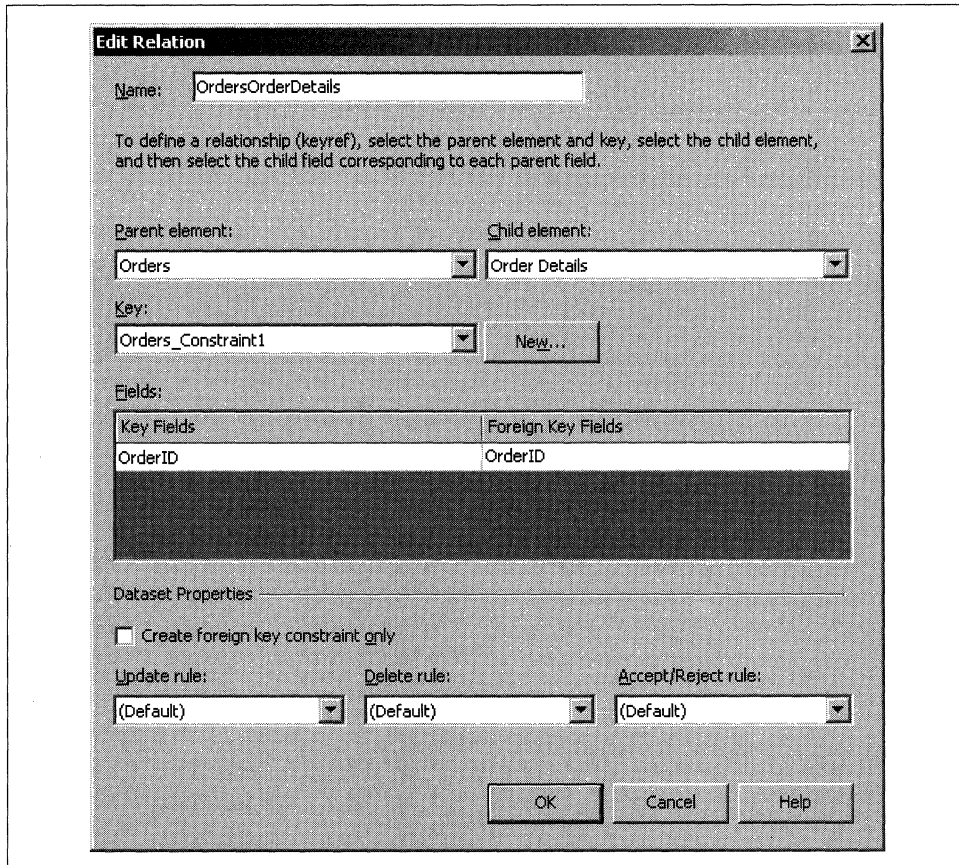 Edit Relation
Name: OrdersOrderDetails
To define a relationship (keyref), select the parent element and key, select the child element,
and then select the child field corresponding to each parent field.
Parent element: Child element:
Orders Order Details
Key:
Orders_Constraint1 New...
Fields:
Key Fields Foreign Key Fields
OrderID OrderID
Dataset Properties
Create foreign key constraint only
Update rule: Delete rule: Accept/Reject rule:
(Default) (Default) (Default)
OK Cancel Help